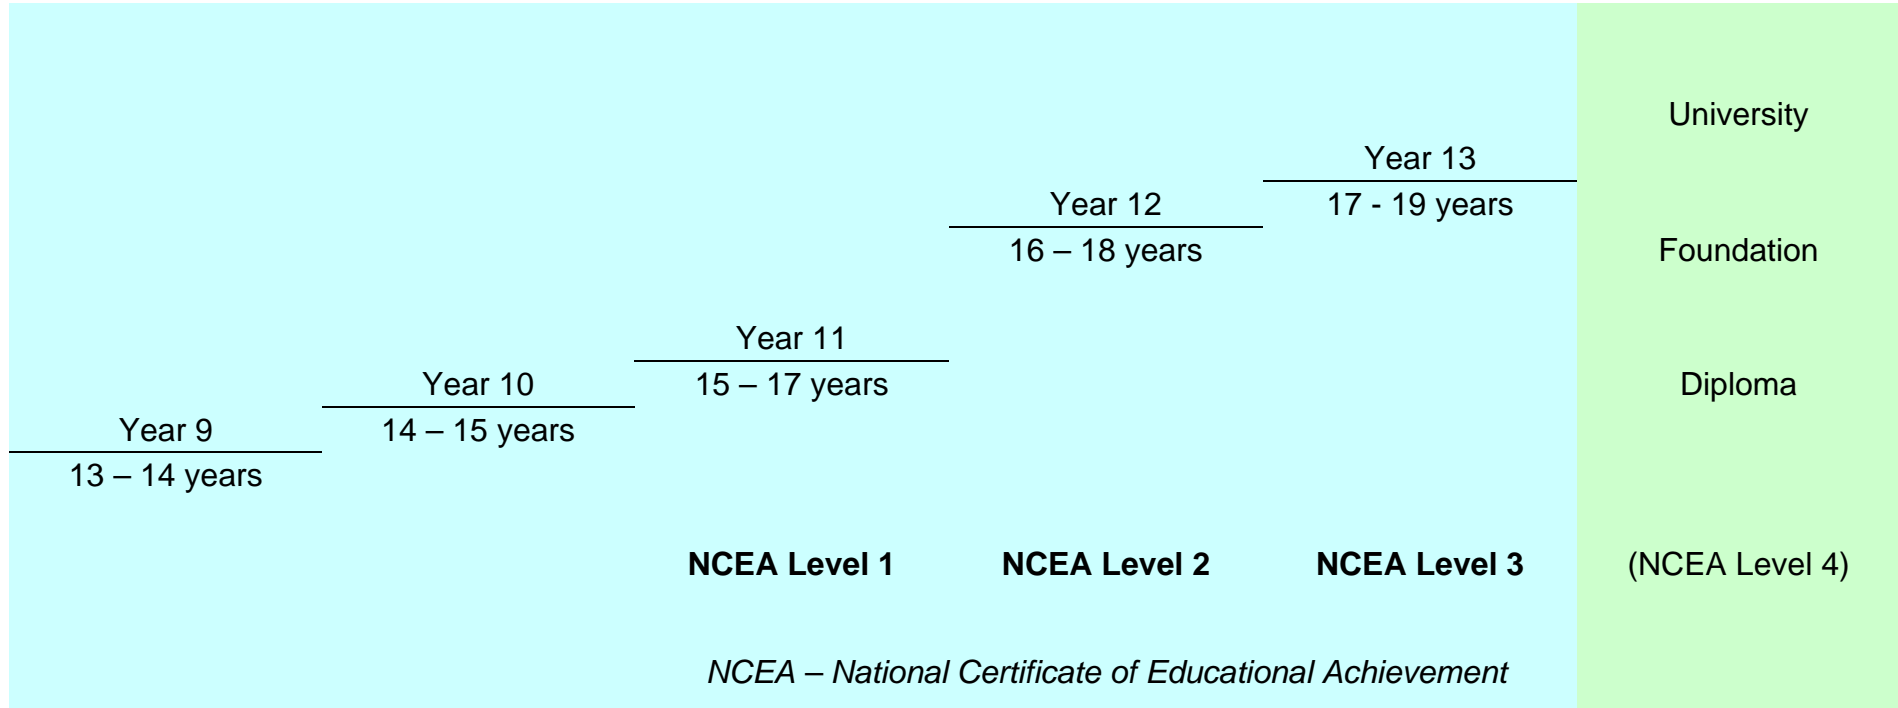 University
Year 13
17 - 19 years
Year 12
16 – 18 years
Foundation
Year 11
15 – 17 years
Year 10
14 – 15 years
Diploma
Year 9
13 – 14 years
NCEA Level 1 NCEA Level 2 NCEA Level 3 (NCEA Level 4)
NCEA – National Certificate of Educational Achievement